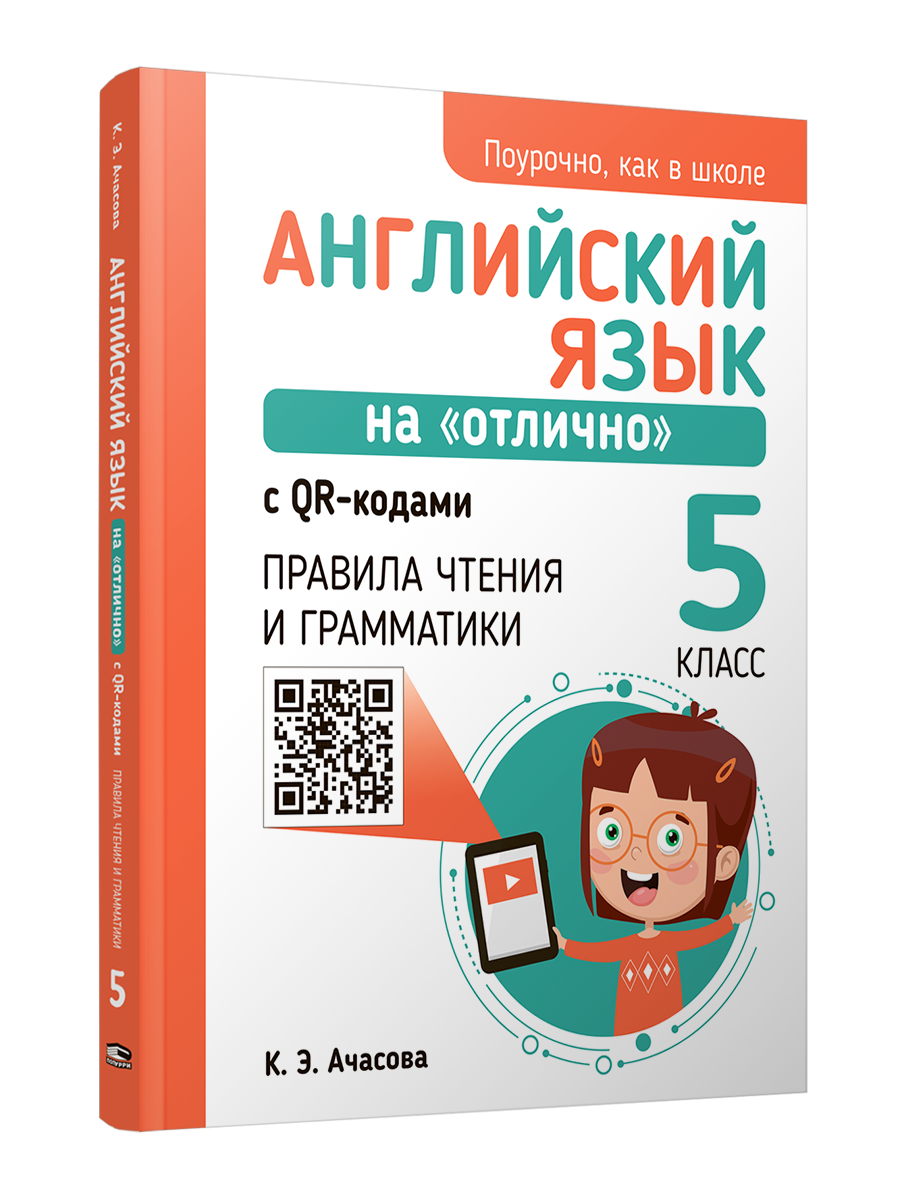 Поурочно, как в школе
АНГЛИЙСКИЙ
ЯЗЫК
на «отлично»
с QR-кодами
5
КЛАСС
ПРАВИЛА ЧТЕНИЯ
И ГРАММАТИКИ
К. Э. Ачасова
К. Э. Ачасова АНГЛИЙСКИЙ ЯЗЫК на «отлично» с QR-кодами ПРАВИЛА ЧТЕНИЯ И ГРАММАТИКИ 5
ПОПУРРИ